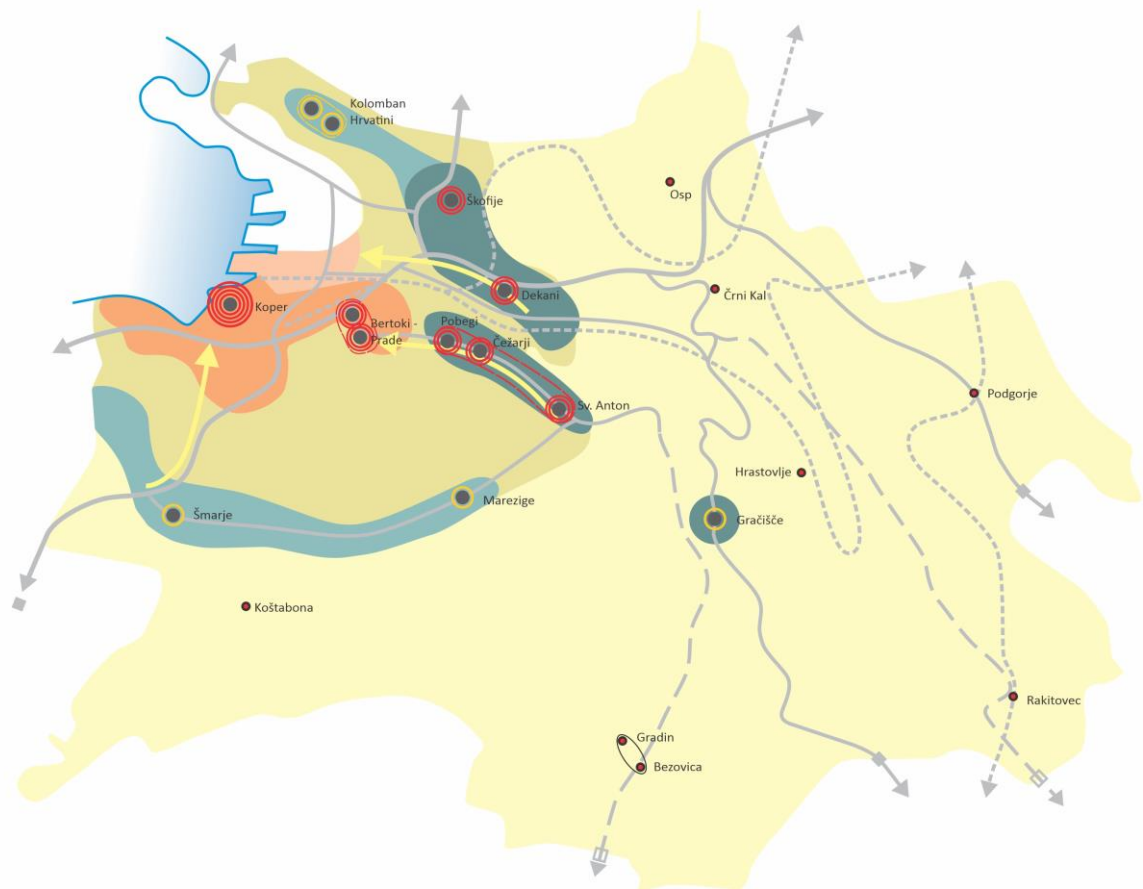 Kolomban
Hrvatini
Škofije
Osp
Dekani
Črni Kal
Koper
Bertoki -
Prade
Pobegi
Čežarji
Sv. Anton
Podgorje
Hrastovlje
Marezige
Šmarje
Gračišče
Koštabona
Rakitovec
Gradin
Bezovica